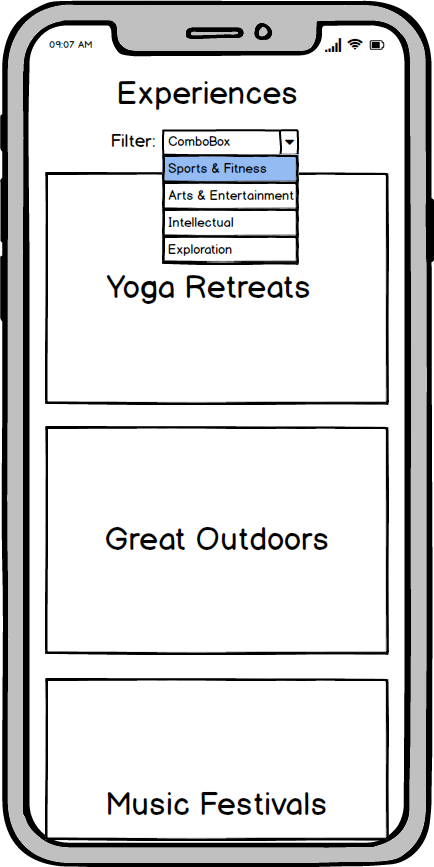 09:07 AM
Experiences
Filter: ComboBox
Sports & Fitness
Arts & Entertainment
Intellectual
Exploration
Yoga Retreats
Great Outdoors
Music Festivals